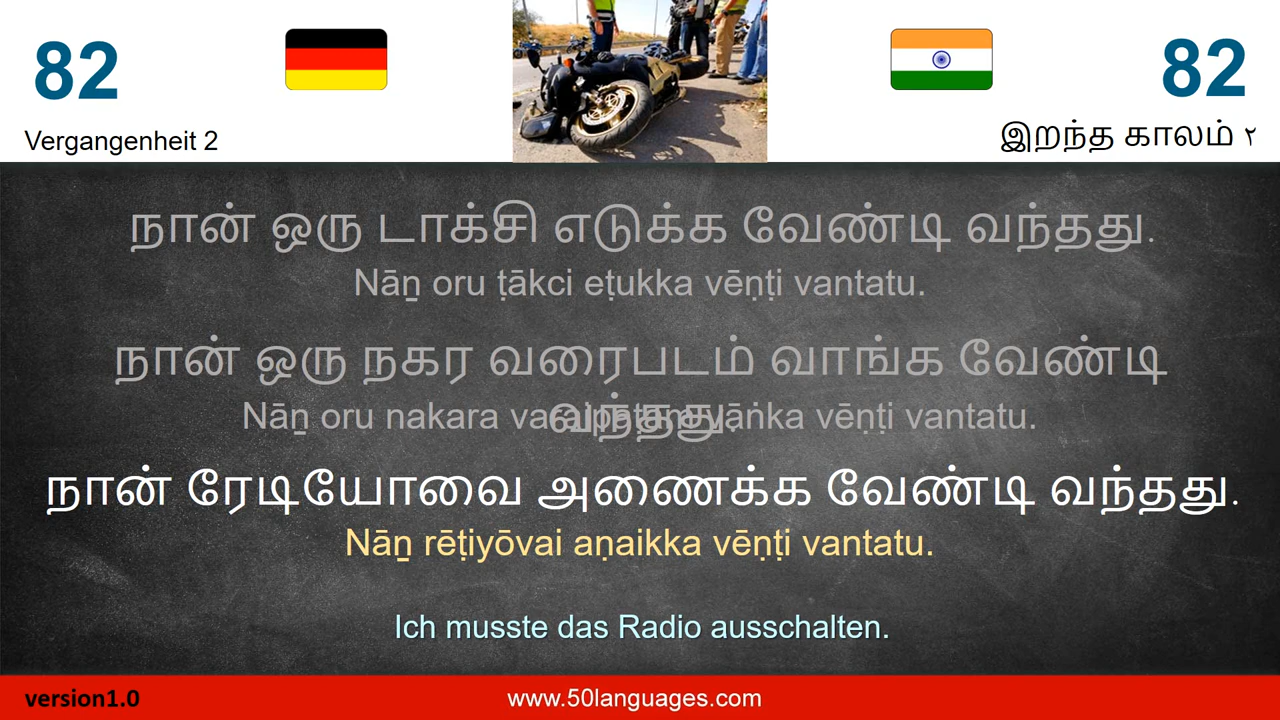 82
82
Vergangenheit 2
இறந்த காலம் ٢
நான் ஒரு டாக்சி எடுக்க வேண்டி வந்தது.
Nāṉ oru ṭākci eṭukka vēṇṭi vantatu.
நான் ஒரு நகர வரைபடம் வாங்க வேண்டி
வந்தது.
Nāṉ oru nakara varaipaṭam vāṅka vēṇṭi vantatu.
நான் ரேடியோவை அணைக்க வேண்டி வந்தது.
Nāṉ rēṭiyōvai aṇaikka vēṇṭi vantatu.
Ich musste das Radio ausschalten.
version1.0
www.50languages.com